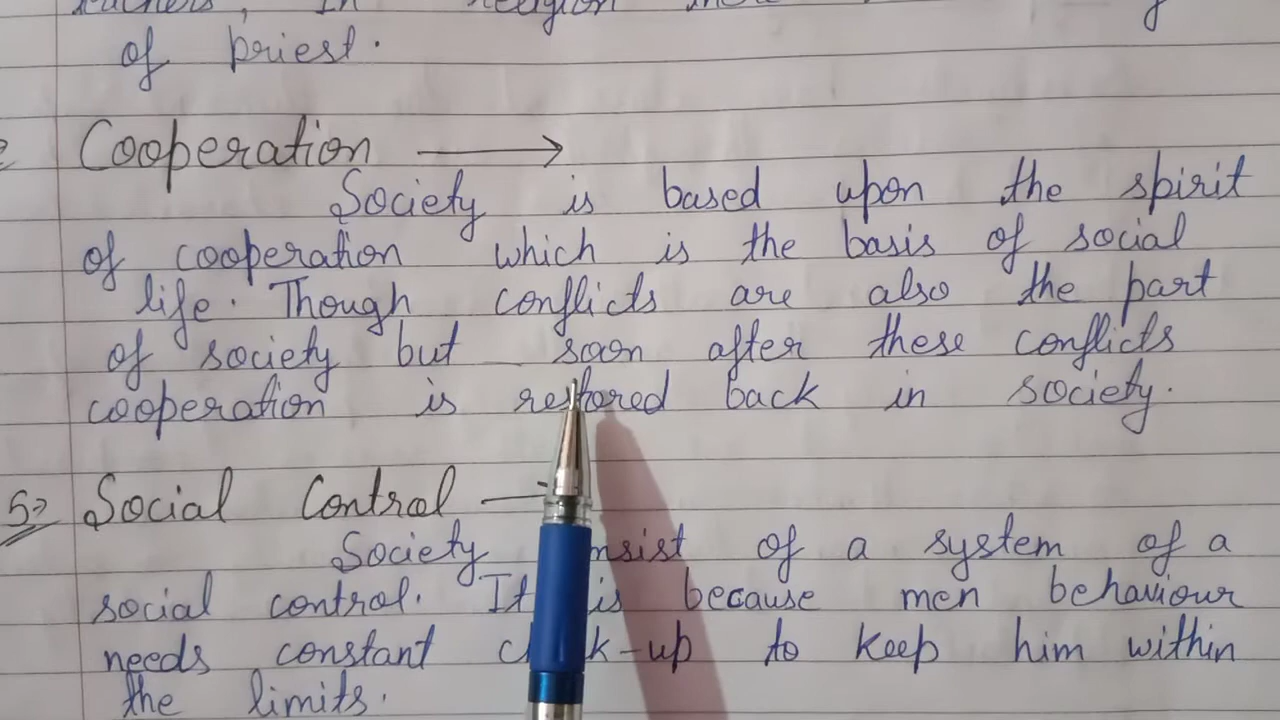 In religion
of priest.
Cooperation →
Society is based upon the spirit
of cooperation which is the basis of social
life. Though conflicts are also the part
of society but soon after these conflicts
cooperation is restored back in society.
5⇒ Social Control —
Society of a system of a
social control. It is because men behaviour
needs constant to keep him within
the limits.